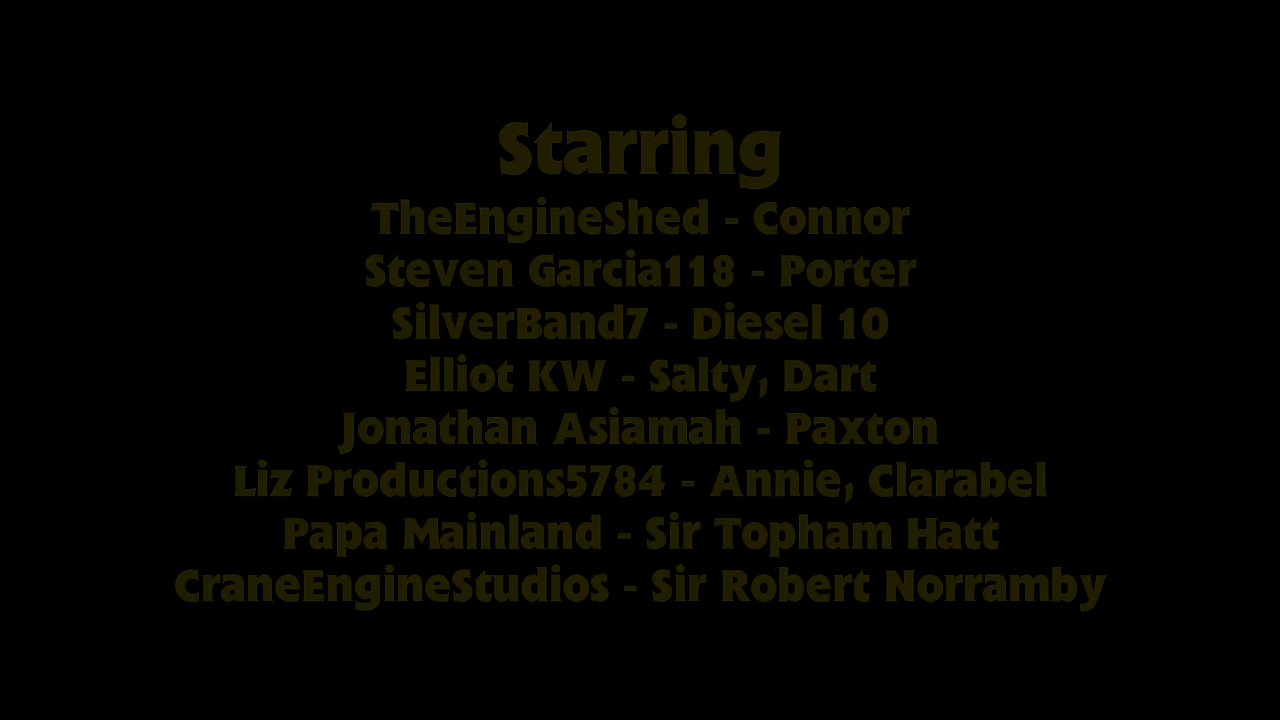 Starring
TheEngineShed - Connor
Steven Garcia118 - Porter
SilverBand7 - Diesel 10
Elliot KW - Salty, Dart
Jonathan Asiamah - Paxton
Liz Productions5784 - Annie, Clarabel
Papa Mainland - Sir Topham Hatt
CraneEngineStudios - Sir Robert Norramby